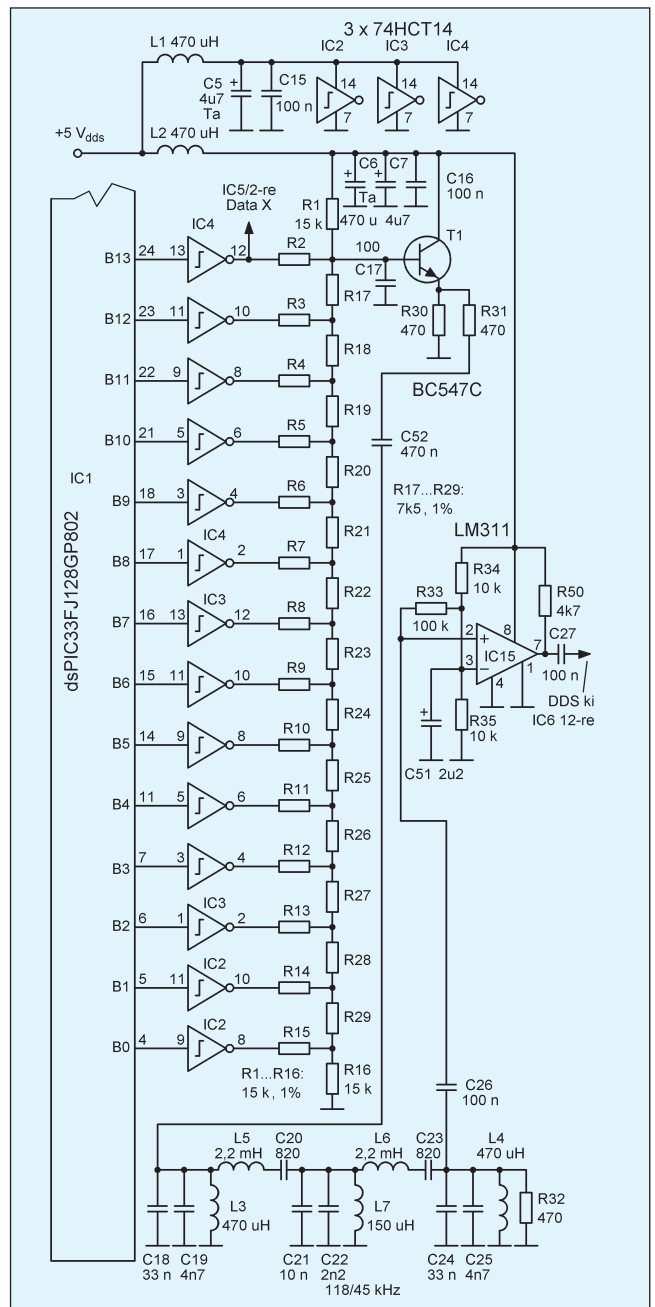 3 x 74HCT14
L1 470 uH
IC2 IC3 IC4
C5 + 4u7 Ta
C15 100 n
14 14 14
7 7 7
+5 Vdds
L2 470 uH
C6 + Ta 470 u
C7 + 4u7
C16 100 n
IC5/2-re
Data X
R1
15 k
IC4
B13 24 13 12 R2
100
C17
T1
R17
R30 470
R31 470
BC547C
B12 23 11 10 R3
R18
B11 22 9 8 R4
R19
B10 21 5 6 R5
C52
470 n
R20
IC1
dsPIC33FJ128GP802
B9 18 3 4 R6
R17...R29:
7k5, 1%
R21
LM311
IC4
B8 17 1 2 R7
R34
10 k
R50
4k7
R22
R33
100 k
IC3
B7 16 13 12 R8
2 + 8 7 C27
IC15
3 − 4 1
100 n
R23
B6 15 11 10 R9
DDS ki
IC6 12-re
R24
R35
10 k
B5 14 9 8 R10
+
C51 2u2
R25
B4 11 5 6 R11
R26
B3 7 3 4 R12
R27
IC3
B2 6 1 2 R13
R28
IC2
B1 5 11 10 R14
R29
IC2
B0 4 9 8 R15
R1...R16:
15 k, 1%
R16
15 k
C26
100 n
L5
2,2 mH
C20
820
L6
2,2 mH
C23
820
L4
470 uH
L3
470 uH
L7
150 uH
R32
470
C18
33 n
C19
4n7
C21
10 n
C22
2n2
C24
33 n
C25
4n7
118/45 kHz